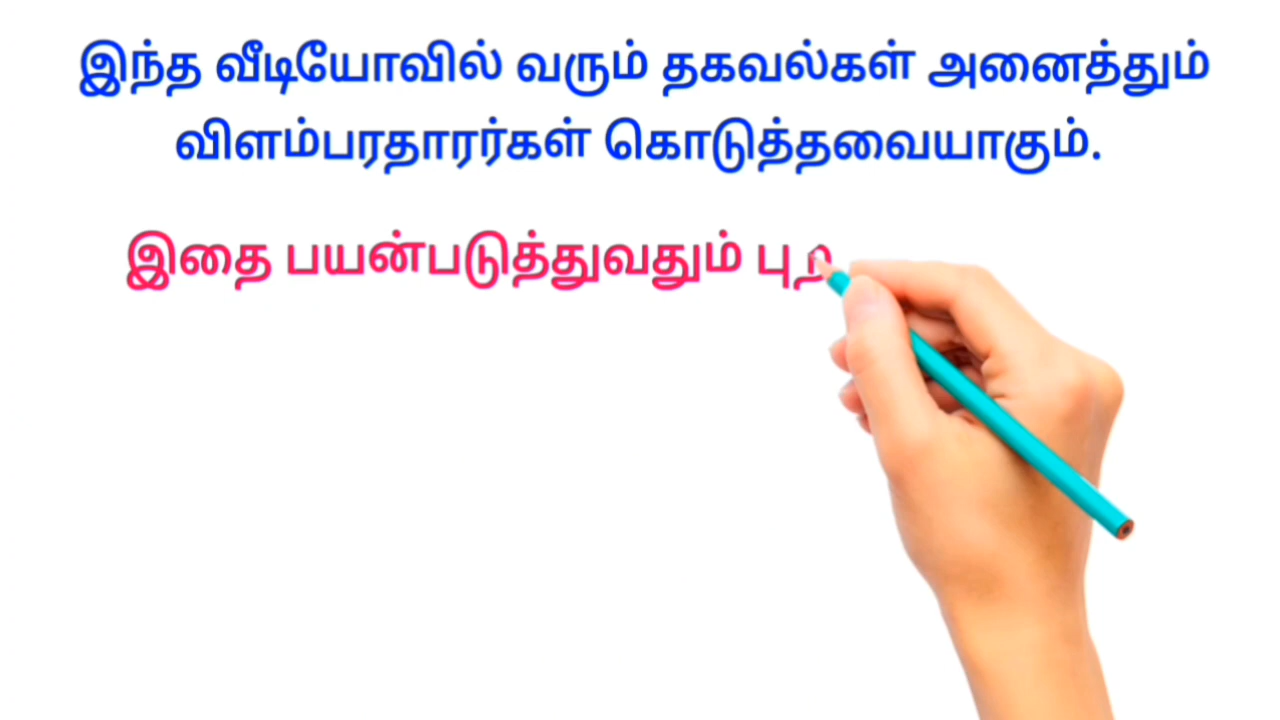 இந்த வீடியோவில் வரும் தகவல்கள் அனைத்தும்
விளம்பரதாரர்கள் கொடுத்தவையாகும்.
இதை பயன்படுத்துவதும்